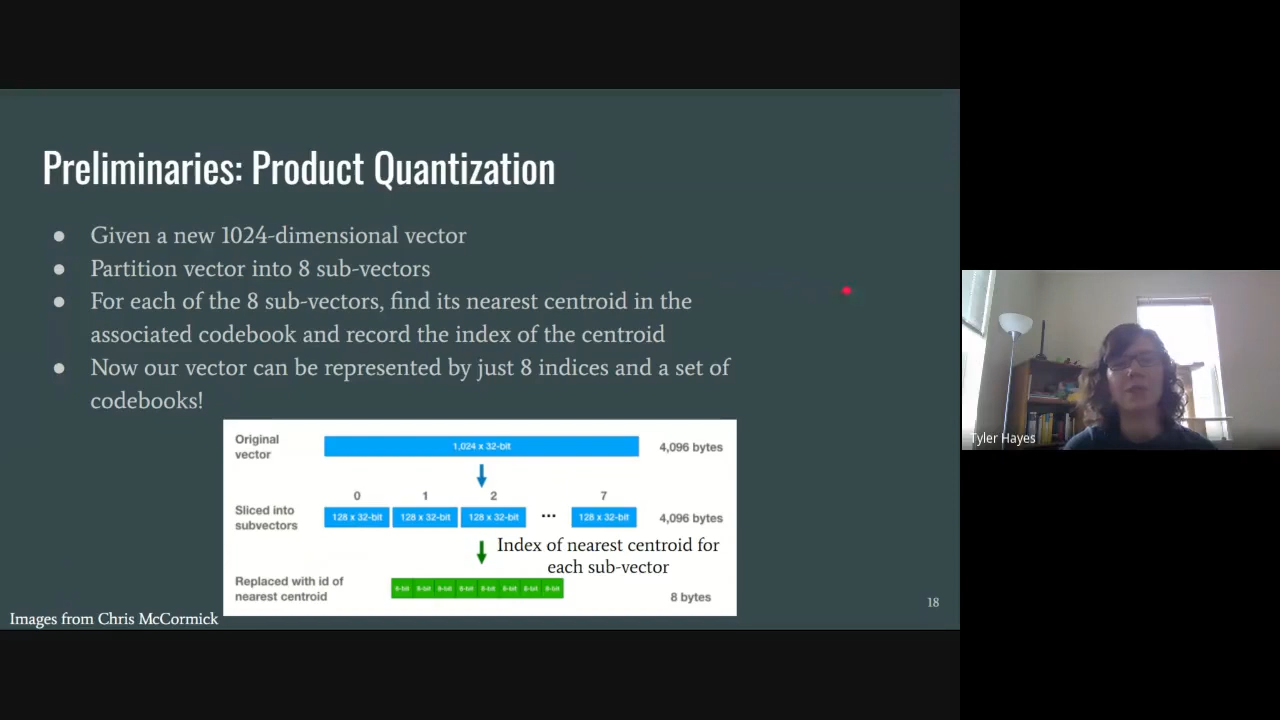 Preliminaries: Product Quantization
● Given a new 1024-dimensional vector
● Partition vector into 8 sub-vectors
● For each of the 8 sub-vectors, find its nearest centroid in the
associated codebook and record the index of the centroid
● Now our vector can be represented by just 8 indices and a set of
codebooks!
Original
vector
1,024 x 32-bit
4,096 bytes
0 1 2 7
Sliced into
subvectors
128 x 32-bit 128 x 32-bit 128 x 32-bit ... 128 x 32-bit
4,096 bytes
Index of nearest centroid for
each sub-vector
Replaced with id of
nearest centroid
8-bit 8-bit 8-bit 8-bit 8-bit 8-bit 8-bit 8-bit
8 bytes
Images from Chris McCormick
18
Tyler Hayes